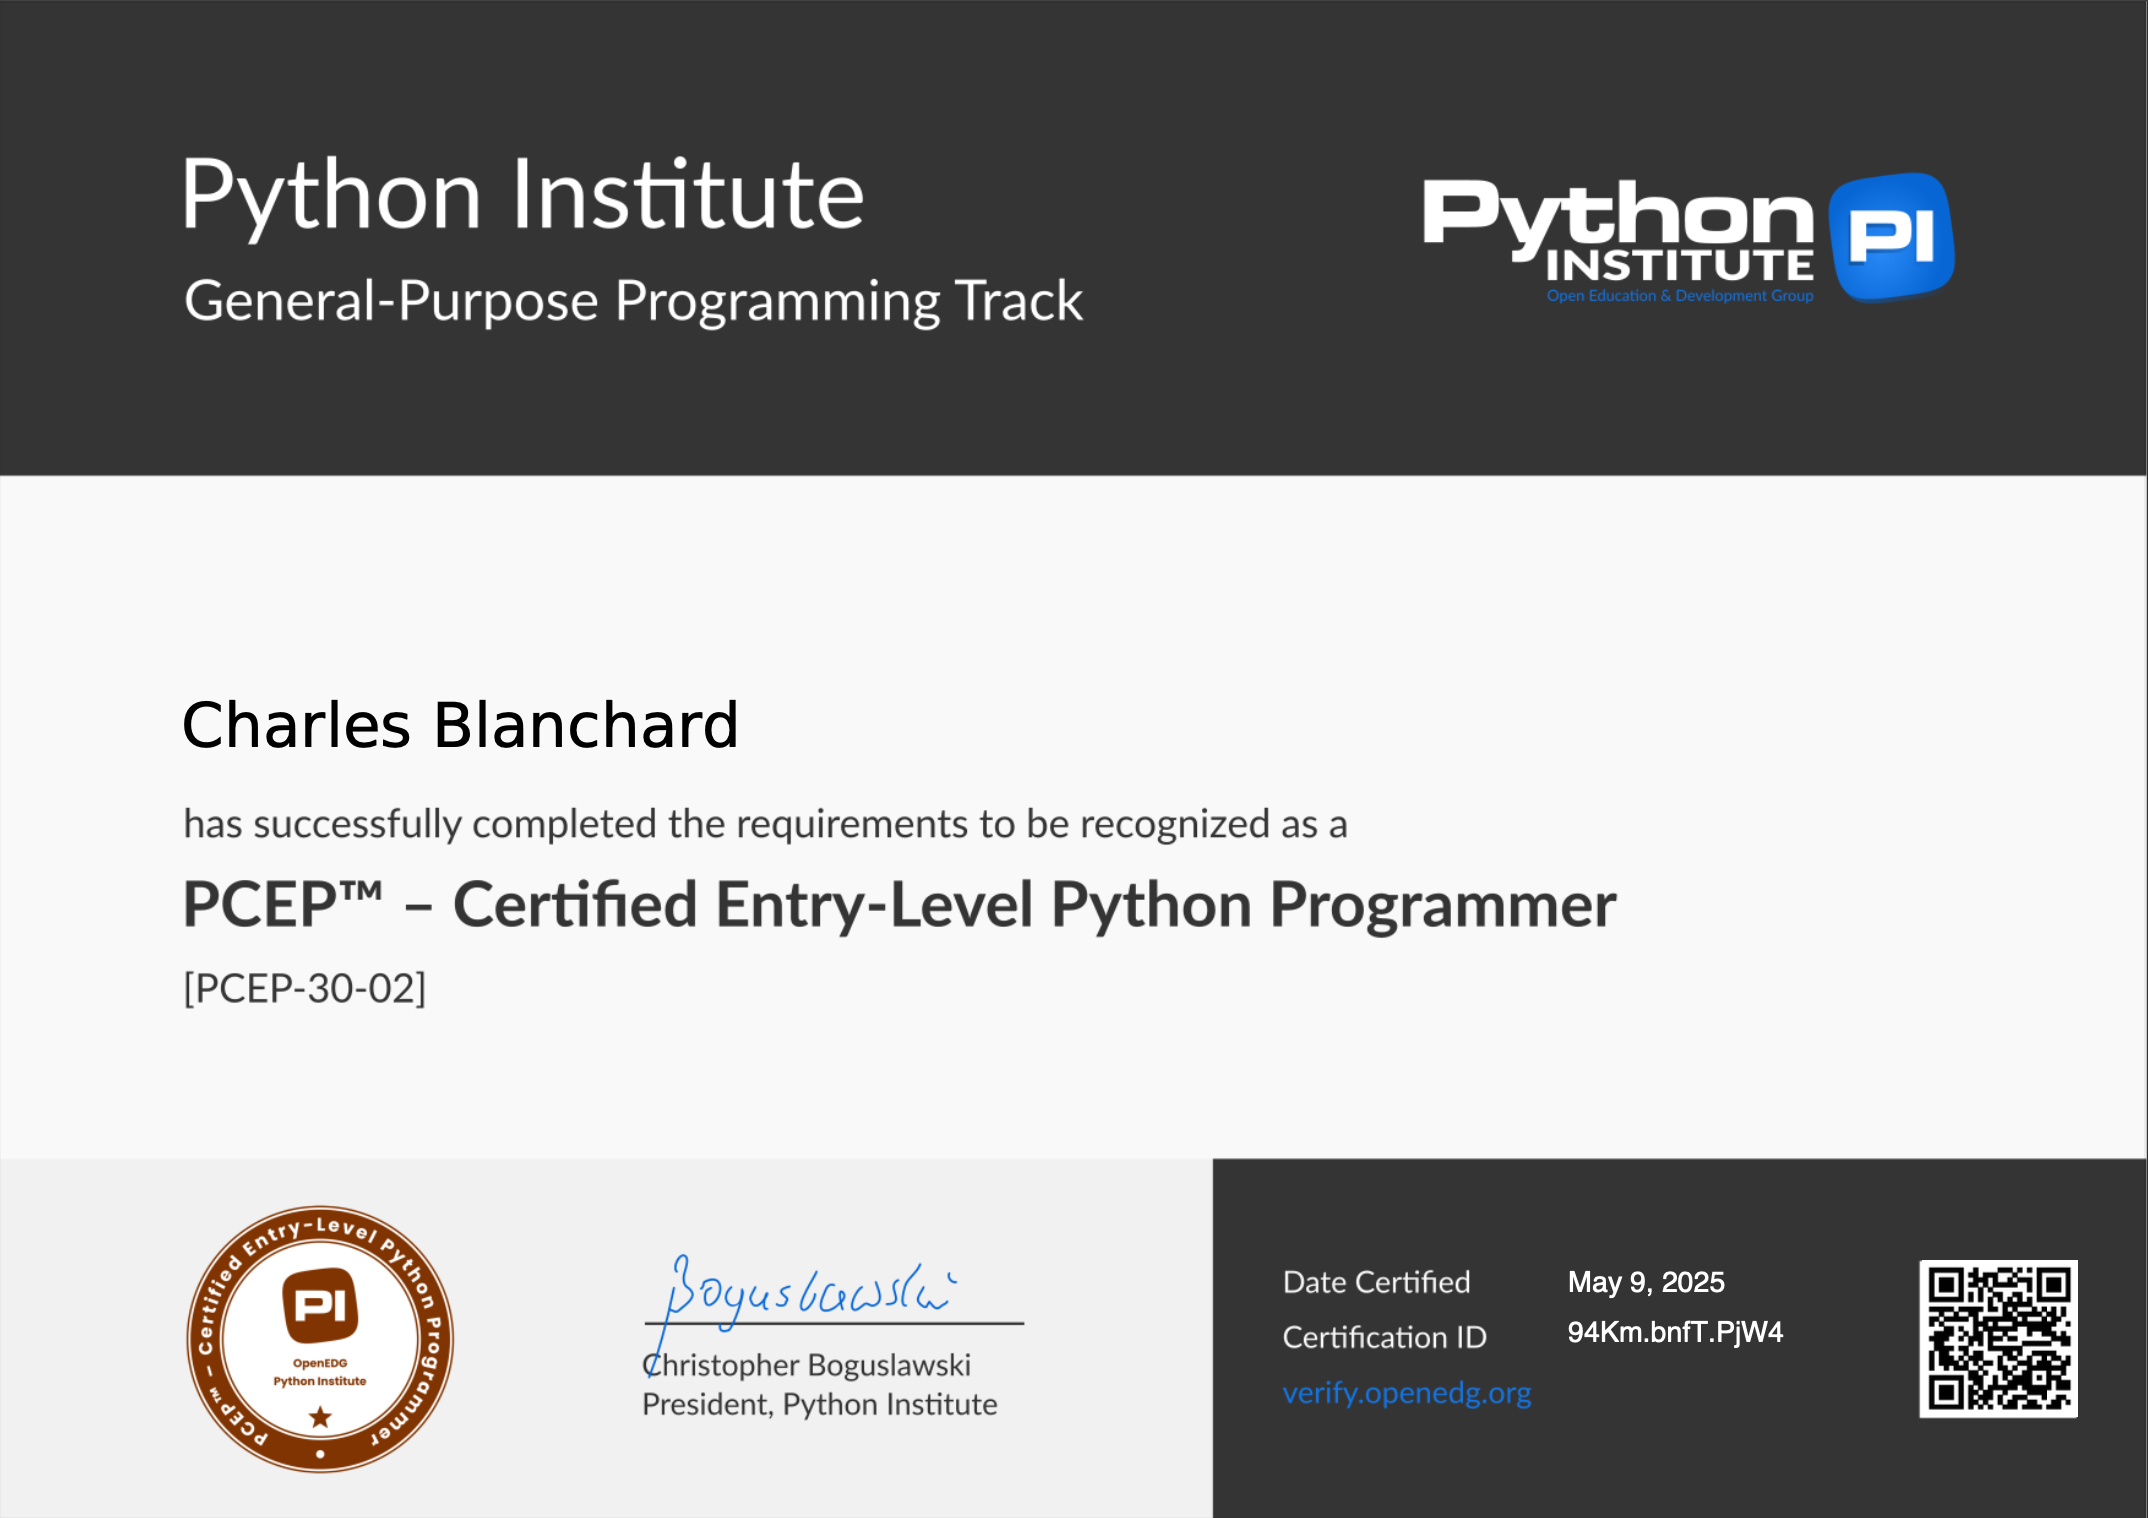 Python Institute
General-Purpose Programming Track
Python
INSTITUTE
Open Education & Development Group
PI
Charles Blanchard
has successfully completed the requirements to be recognized as a
PCEP™ – Certified Entry-Level Python Programmer
[PCEP-30-02]
PCEP™ – Certified Entry-Level Python Programmer
PI
OpenEDG
Python Institute
Boguslawski
Christopher Boguslawski
President, Python Institute
Date Certified May 9, 2025
Certification ID 94Km.bnfT.PjW4
verify.openedg.org